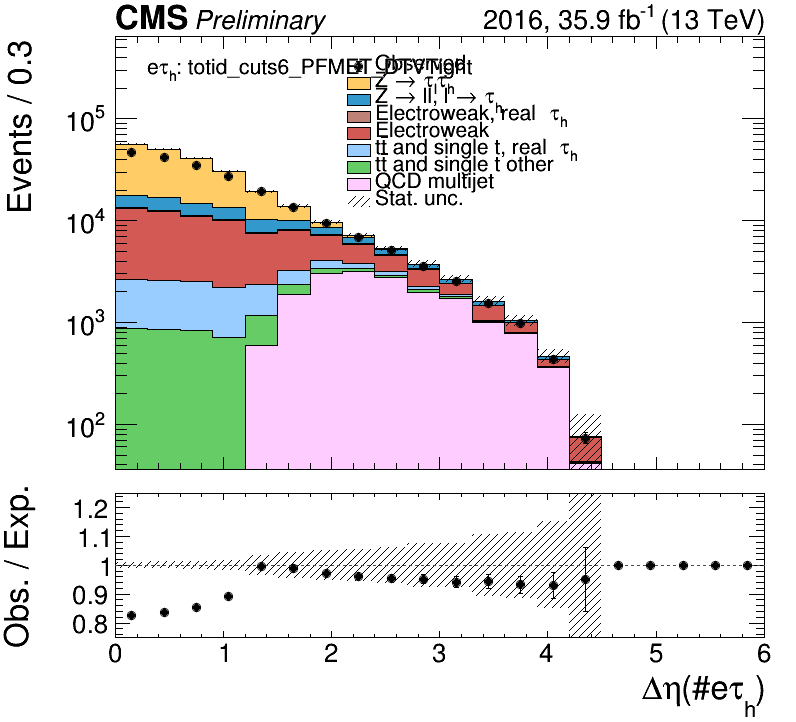 CMS Preliminary 2016, 35.9 fb⁻¹ (13 TeV)
eτh: totid_cuts6_PFMET_DTVTight
Observed
Z → τlτh
Z → ll, l → τh
Electroweak, real τh
Electroweak
tt and single t, real τh
tt and single t other
QCD multijet
Stat. unc.
Events / 0.3
10⁵
10⁴
10³
10²
Obs. / Exp.
1.2
1.1
1
0.9
0.8
0 1 2 3 4 5 6
Δη(#eτh)